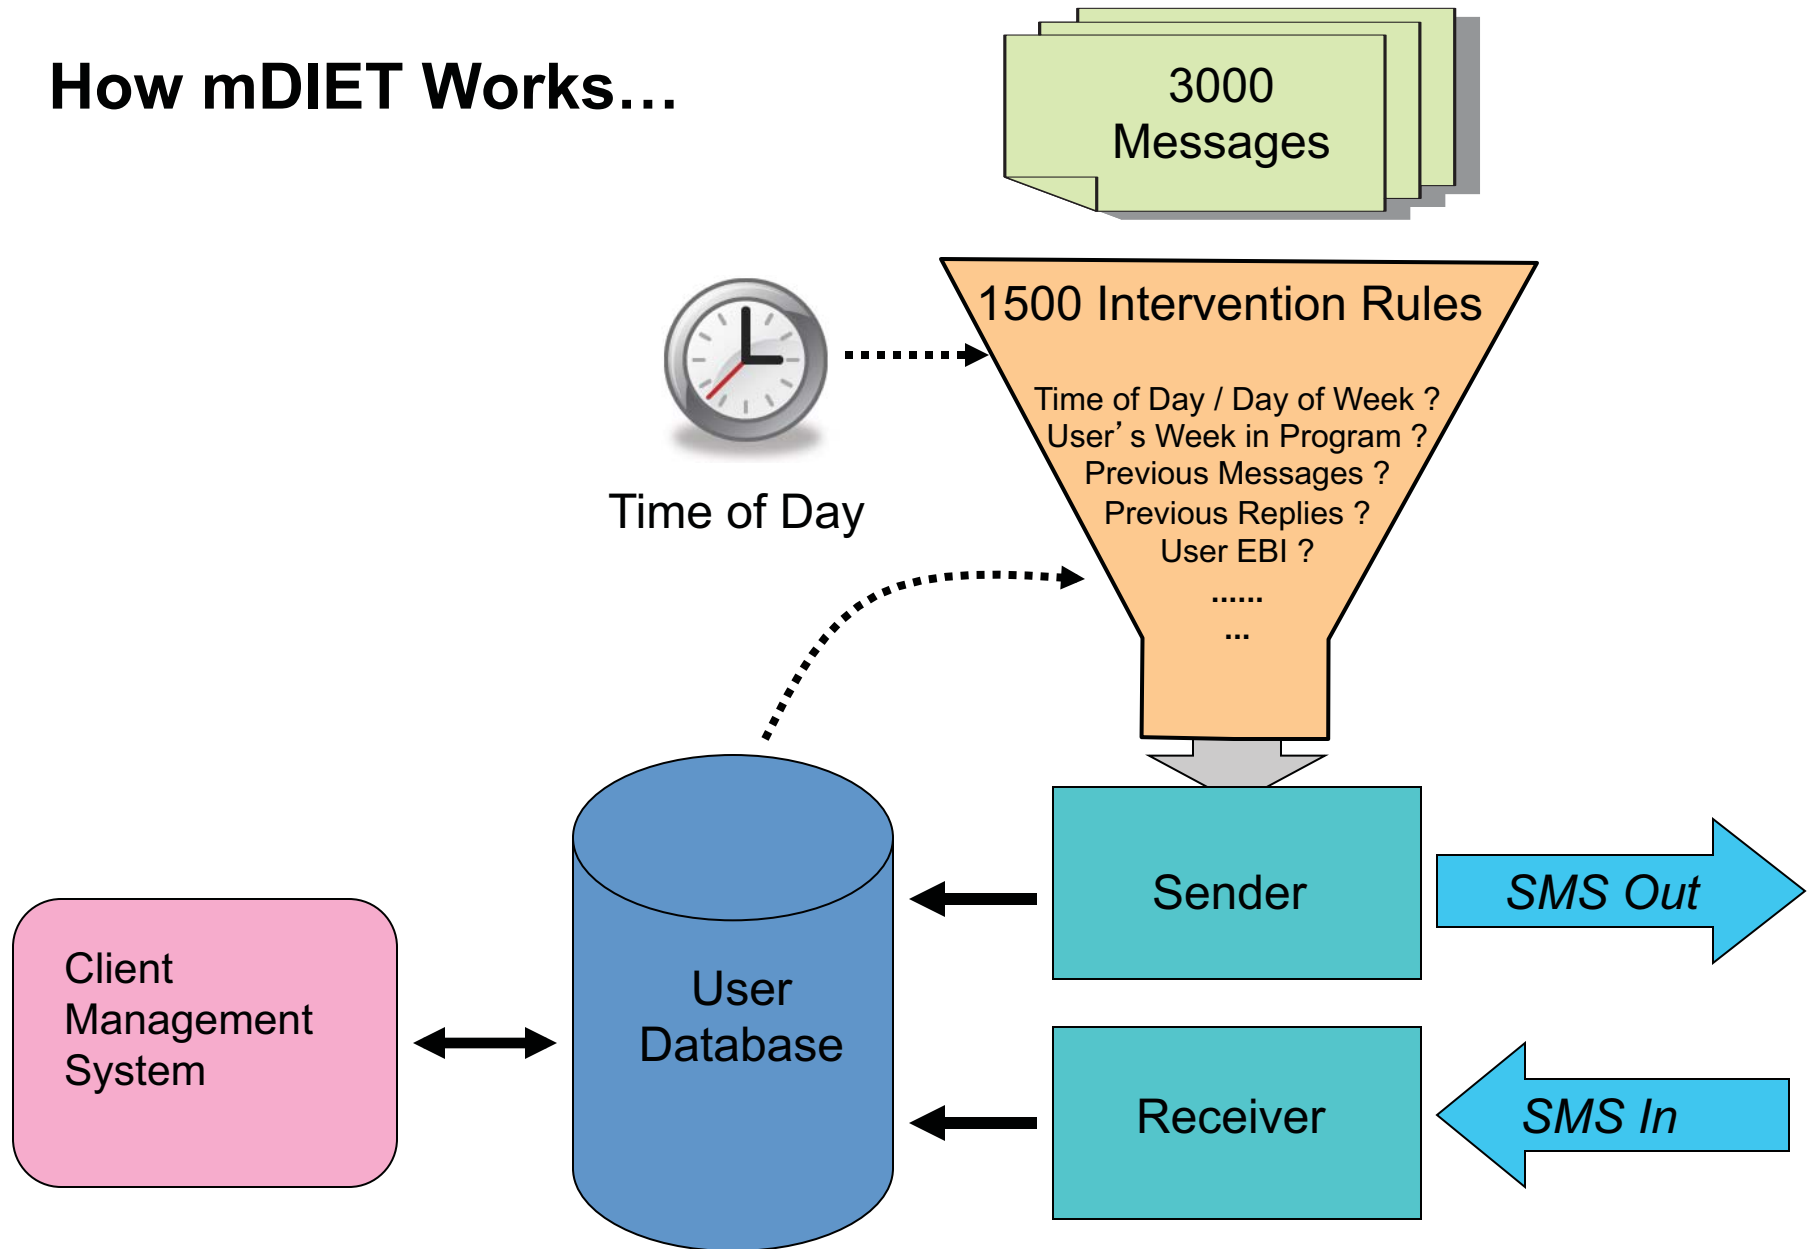 How mDIET Works…
3000
Messages
1500 Intervention Rules
Time of Day / Day of Week ?
User’s Week in Program ?
Previous Messages ?
Previous Replies ?
User EBI ?
......
...
Time of Day
Sender
SMS Out
Client
Management
System
User
Database
Receiver
SMS In